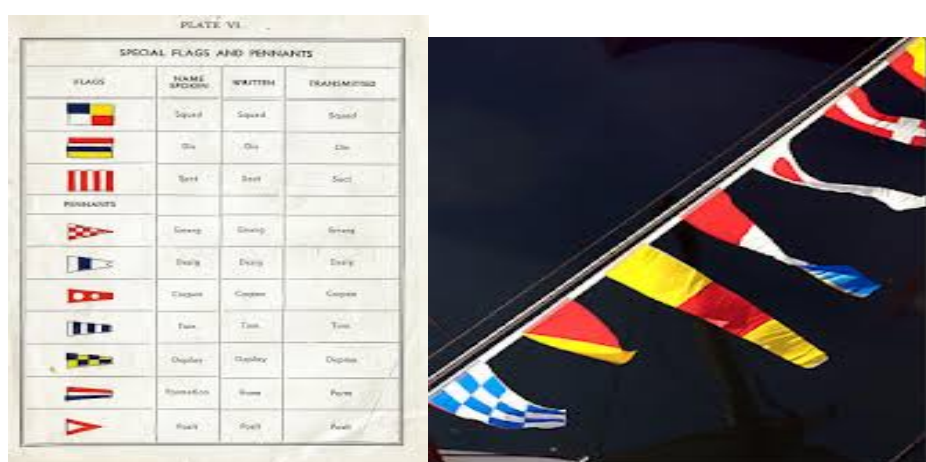 PLATE VI
SPECIAL FLAGS AND PENNANTS
FLAGS NAME SPOKEN WRITTEN TRANSMITTED
Squad Squad Squad
Div Div Div
Sect Sect Sect
PENNANTS
Emerg Emerg Emerg
Desig Desig Desig
Corpen Corpen Corpen
Turn Turn Turn
Deploy Deploy Deploy
Formation Form Form
Posit Posit Posit